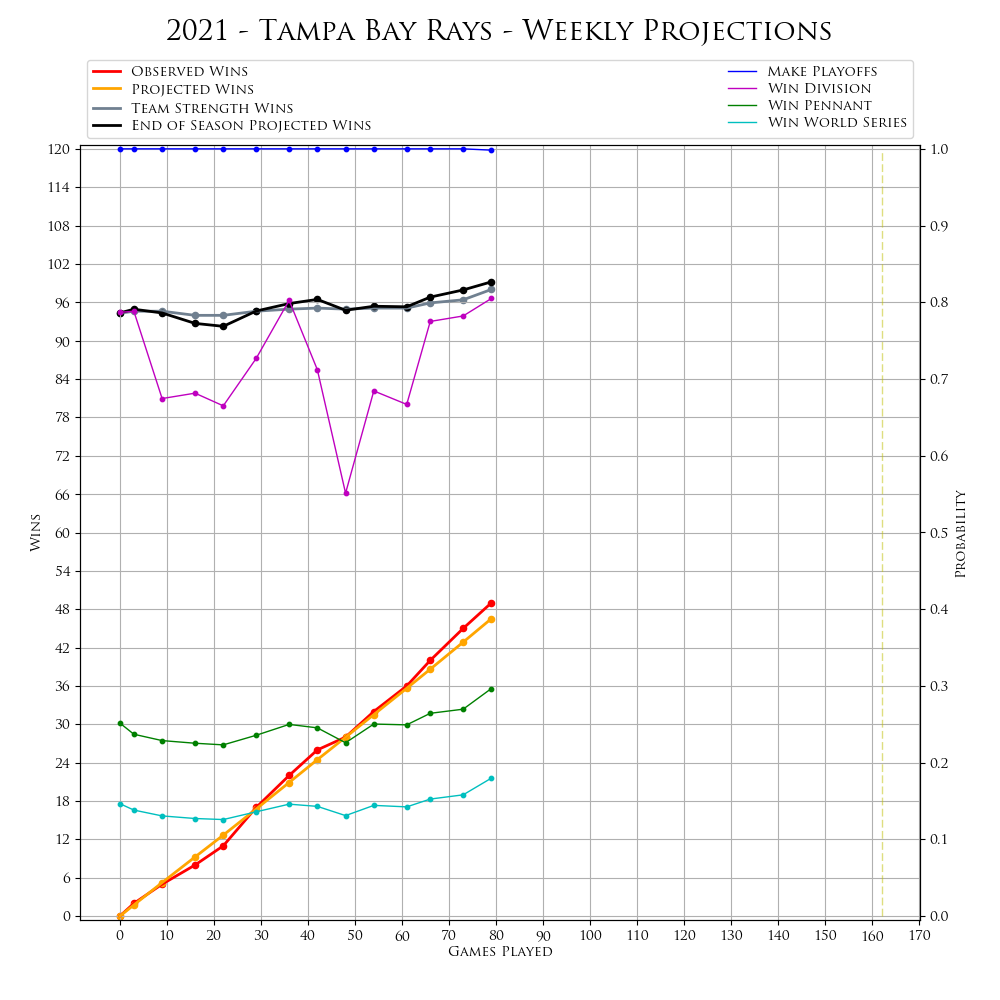 2021 - Tampa Bay Rays - Weekly Projections
Observed Wins
Projected Wins
Team Strength Wins
End of Season Projected Wins
Make Playoffs
Win Division
Win Pennant
Win World Series
120
114
108
102
96
90
84
78
72
66
60
54
48
42
36
30
24
18
12
6
0
Wins
1.0
0.9
0.8
0.7
0.6
0.5
0.4
0.3
0.2
0.1
0.0
Probability
0 10 20 30 40 50 60 70 80 90 100 110 120 130 140 150 160 170
Games Played